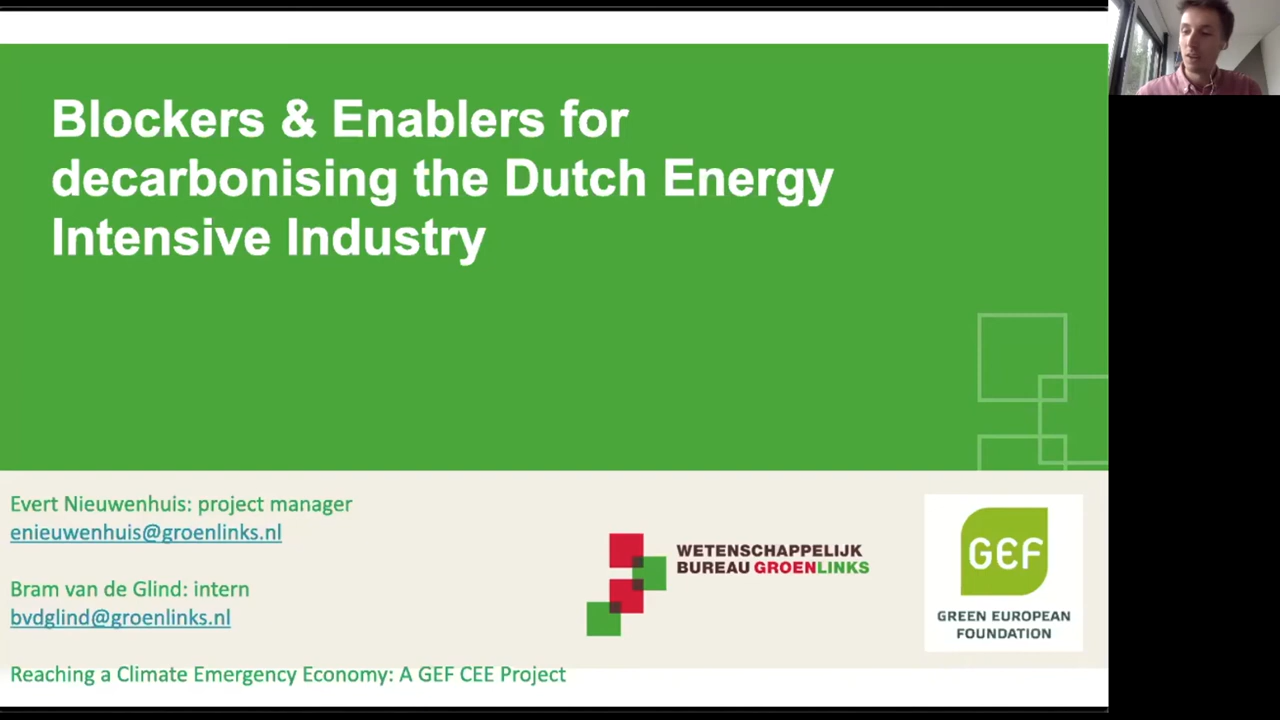 Blockers & Enablers for
decarbonising the Dutch Energy
Intensive Industry
Evert Nieuwenhuis: project manager
enieuwenhuis@groenlinks.nl
Bram van de Glind: intern
bvdglind@groenlinks.nl
Reaching a Climate Emergency Economy: A GEF CEE Project
WETENSCHAPPELIJK
BUREAU GROENLINKS
GEF
GREEN EUROPEAN
FOUNDATION